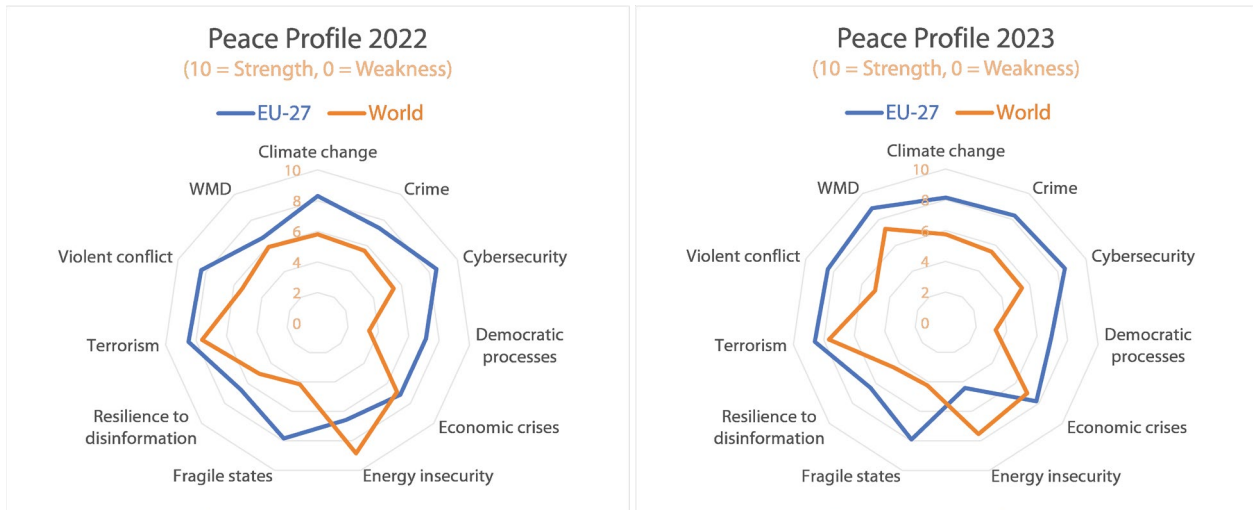 Peace Profile 2022
(10 = Strength, 0 = Weakness)
EU-27 World
Climate change
10
8
6
4
2
0
Crime
Cybersecurity
Democratic
processes
Economic crises
Energy insecurity
Fragile states
Resilience to
disinformation
Terrorism
Violent conflict
WMD
Peace Profile 2023
(10 = Strength, 0 = Weakness)
EU-27 World
Climate change
10
8
6
4
2
0
Crime
Cybersecurity
Democratic
processes
Economic crises
Energy insecurity
Fragile states
Resilience to
disinformation
Terrorism
Violent conflict
WMD